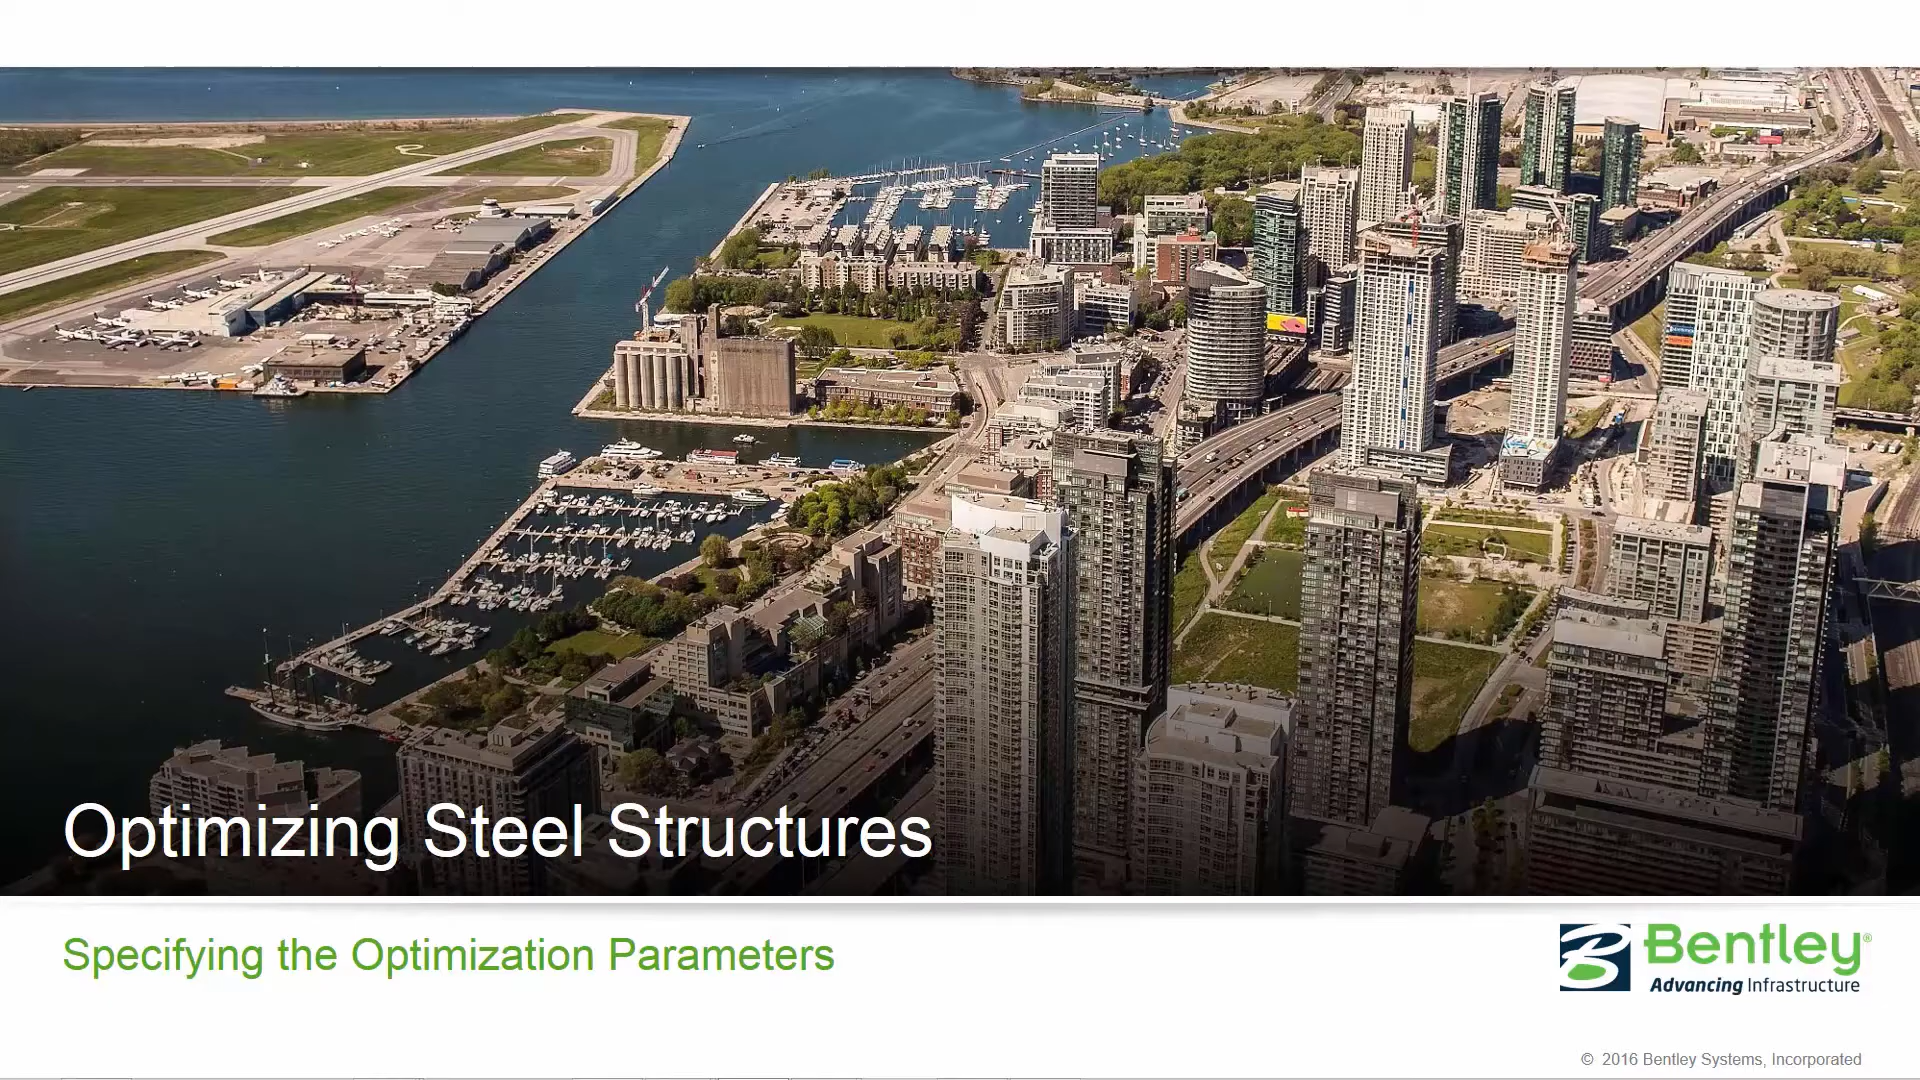 Optimizing Steel Structures
Specifying the Optimization Parameters
Bentley®
Advancing Infrastructure
© 2016 Bentley Systems, Incorporated